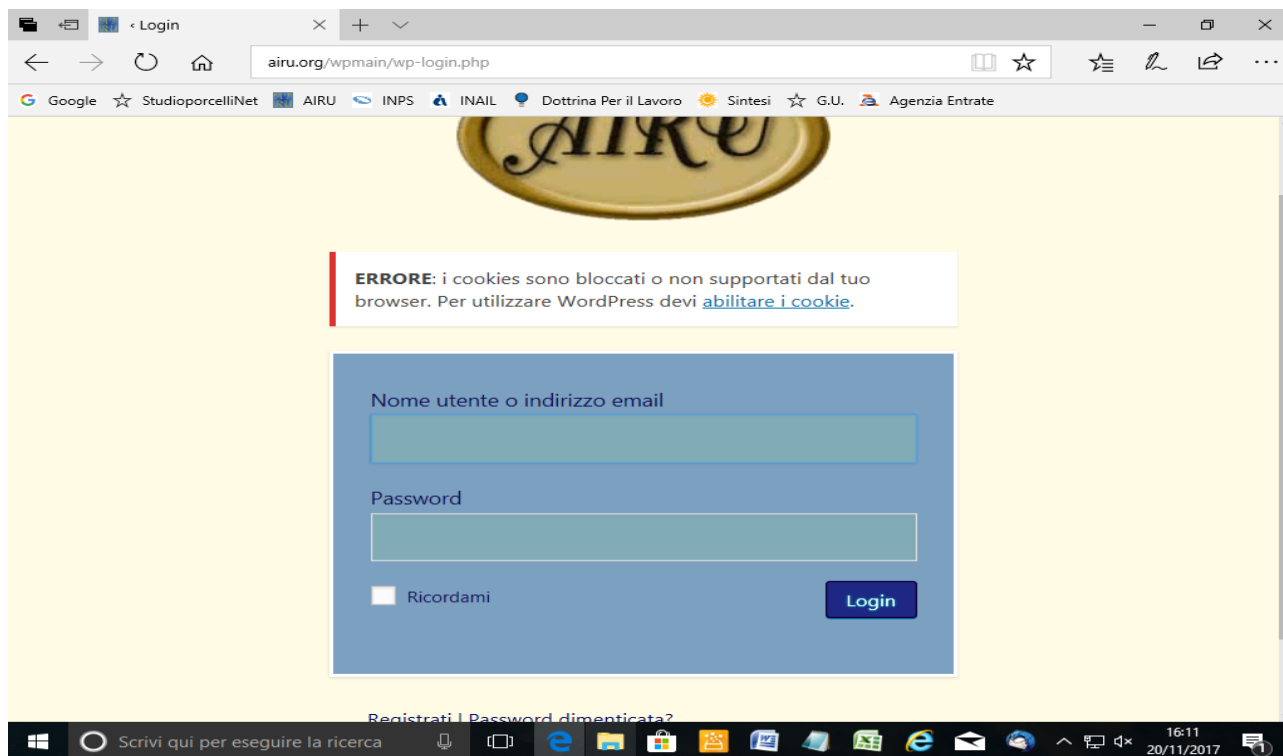 ‹ Login
airu.org/wpmain/wp-login.php
G Google StudioporcelliNet AIRU INPS INAIL Dottrina Per il Lavoro Sintesi G.U. Agenzia Entrate
AIRU
ERRORE: i cookies sono bloccati o non supportati dal tuo
browser. Per utilizzare WordPress devi abilitare i cookie.
Nome utente o indirizzo email
Password
Ricordami
Login
Registrati | Password dimenticata?
Scrivi qui per eseguire la ricerca
16:11
20/11/2017